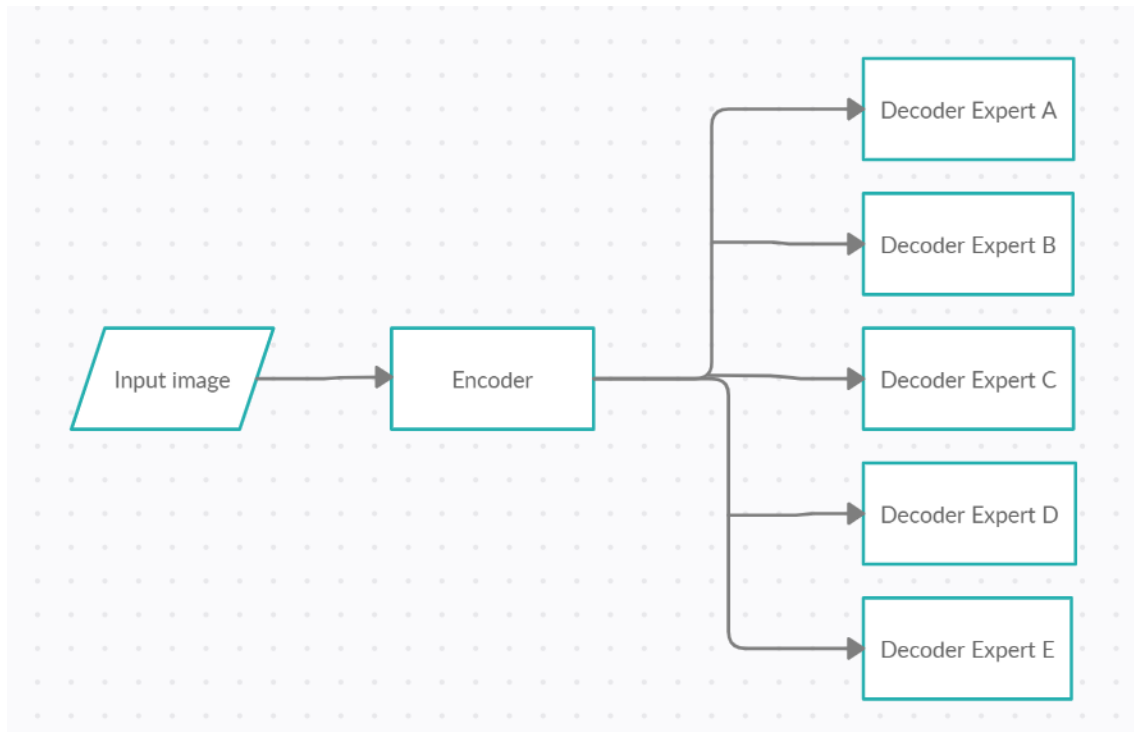 Input image
Encoder
Decoder Expert A
Decoder Expert B
Decoder Expert C
Decoder Expert D
Decoder Expert E